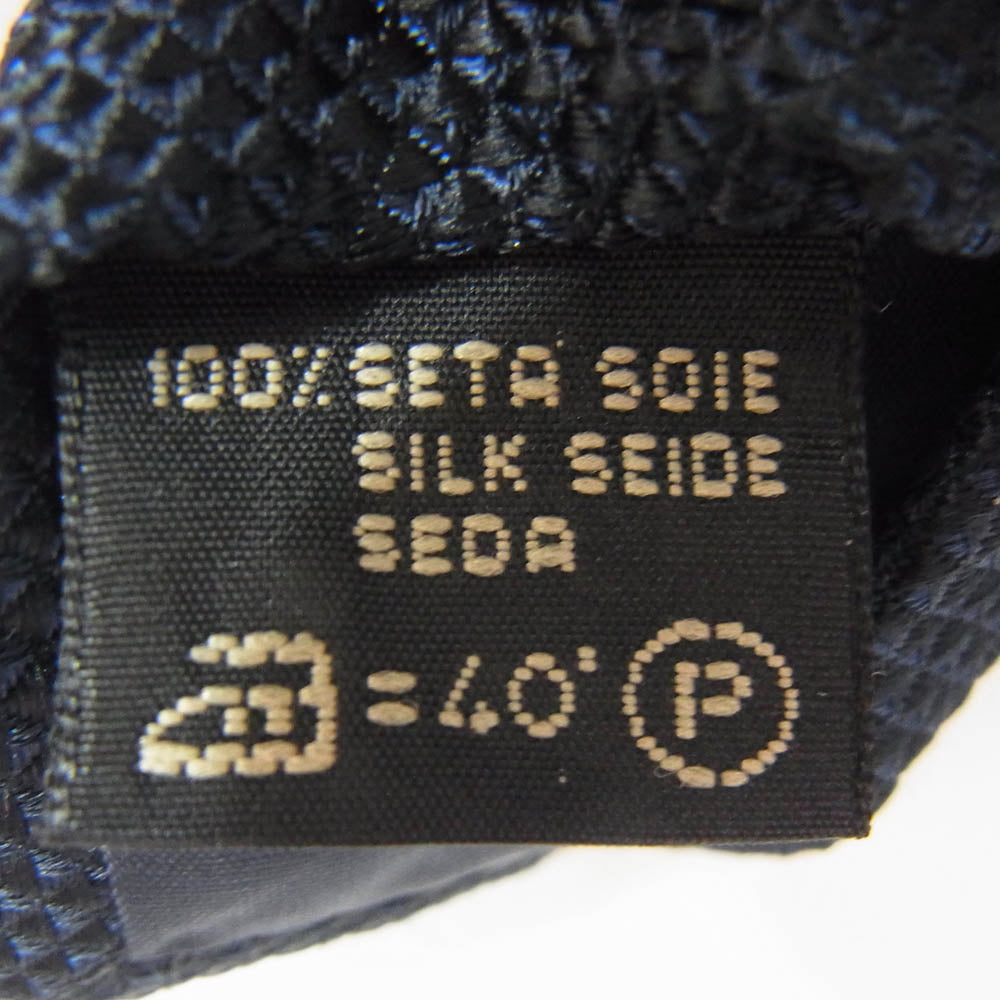 100% SETA SOIE
SILK SEIDE
SEDA
=40° P